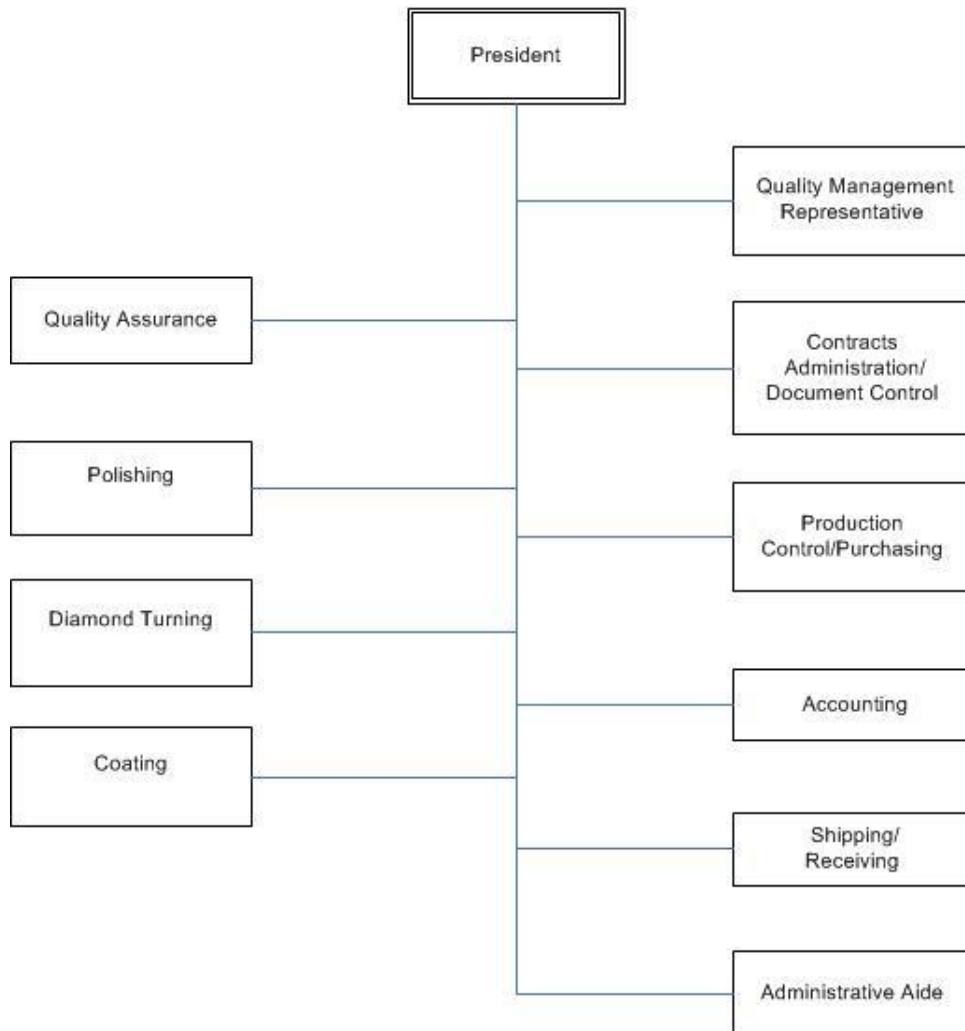 President
Quality Management
Representative
Quality Assurance
Contracts
Administration/
Document Control
Polishing
Production
Control/Purchasing
Diamond Turning
Accounting
Coating
Shipping/
Receiving
Administrative Aide